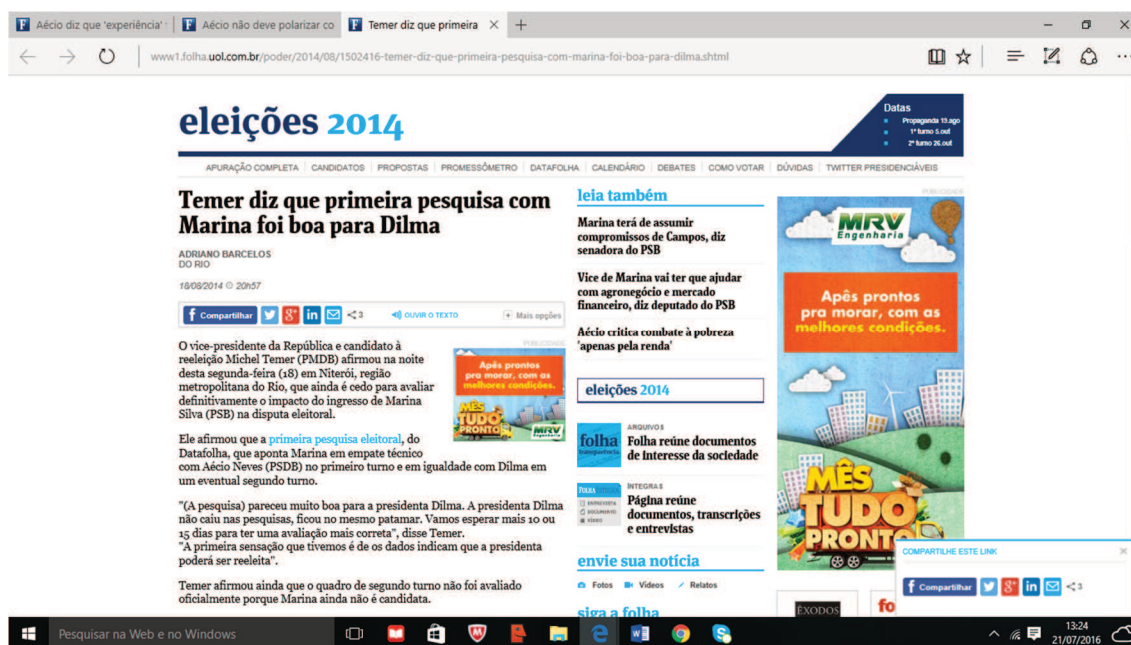 Aécio diz que 'experiência'
Aécio não deve polarizar co
Temer diz que primeira
www1.folha.uol.com.br/poder/2014/08/1502416-temer-diz-que-primeira-pesquisa-com-marina-foi-boa-para-dilma.shtml
eleições 2014
Datas
Propaganda 19.ago
1º turno 5.out
2º turno 26.out
APURAÇÃO COMPLETA CANDIDATOS PROPOSTAS PROMESSÔMETRO DATAFOLHA CALENDÁRIO DEBATES COMO VOTAR DÚVIDAS TWITTER PRESIDENCIÁVEIS
Temer diz que primeira pesquisa com
Marina foi boa para Dilma
ADRIANO BARCELOS
DO RIO
18/08/2014 20h57
f Compartilhar 8+ in 3 OUVIR O TEXTO + Mais opções
O vice-presidente da República e candidato à
reeleição Michel Temer (PMDB) afirmou na noite
desta segunda-feira (18) em Niterói, região
metropolitana do Rio, que ainda é cedo para avaliar
definitivamente o impacto do ingresso de Marina
Silva (PSB) na disputa eleitoral.
Ele afirmou que a primeira pesquisa eleitoral, do
Datafolha, que aponta Marina em empate técnico
com Aécio Neves (PSDB) no primeiro turno e em igualdade com Dilma em
um eventual segundo turno.
"(A pesquisa) pareceu muito boa para a presidenta Dilma. A presidenta Dilma
não caiu nas pesquisas, ficou no mesmo patamar. Vamos esperar mais 10 ou
15 dias para ter uma avaliação mais correta", disse Temer.
"A primeira sensação que tivemos é de os dados indicam que a presidenta
poderá ser reeleita".
Temer afirmou ainda que o quadro de segundo turno não foi avaliado
oficialmente porque Marina ainda não é candidata.
PUBLICIDADE
Apês prontos
pra morar, com as
melhores condições.
MÊS
TUDO
PRONTO
MRV
leia também
Marina terá de assumir
compromissos de Campos, diz
senadora do PSB
Vice de Marina vai ter que ajudar
com agronegócio e mercado
financeiro, diz deputado do PSB
Aécio critica combate à pobreza
'apenas pela renda'
eleições 2014
folha
transparência
ARQUIVOS
Folha reúne documentos
de interesse da sociedade
ENTREVISTA
DOCUMENTO
VÍDEO
ÍNTEGRAS
Página reúne
documentos, transcrições
e entrevistas
envie sua notícia
Fotos Vídeos Relatos
siga a folha
PUBLICIDADE
MRV
Engenharia
Apês prontos
pra morar, com as
melhores condições.
MÊS
TUDO
PRONTO
ÊXODOS
fo
COMPARTILHE ESTE LINK
f Compartilhar 8+ in 3
Pesquisar na Web e no Windows
13:24
21/07/2016